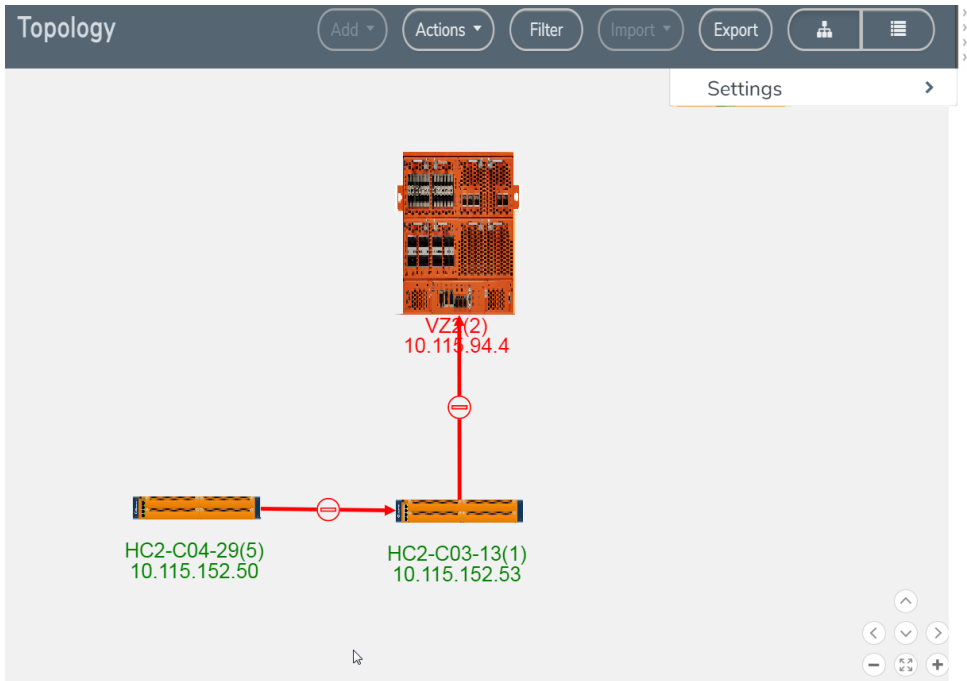 Topology
Add
Actions
Filter
Import
Export
Settings
VZ2(2)
10.115.94.4
HC2-C04-29(5)
10.115.152.50
HC2-C03-13(1)
10.115.152.53